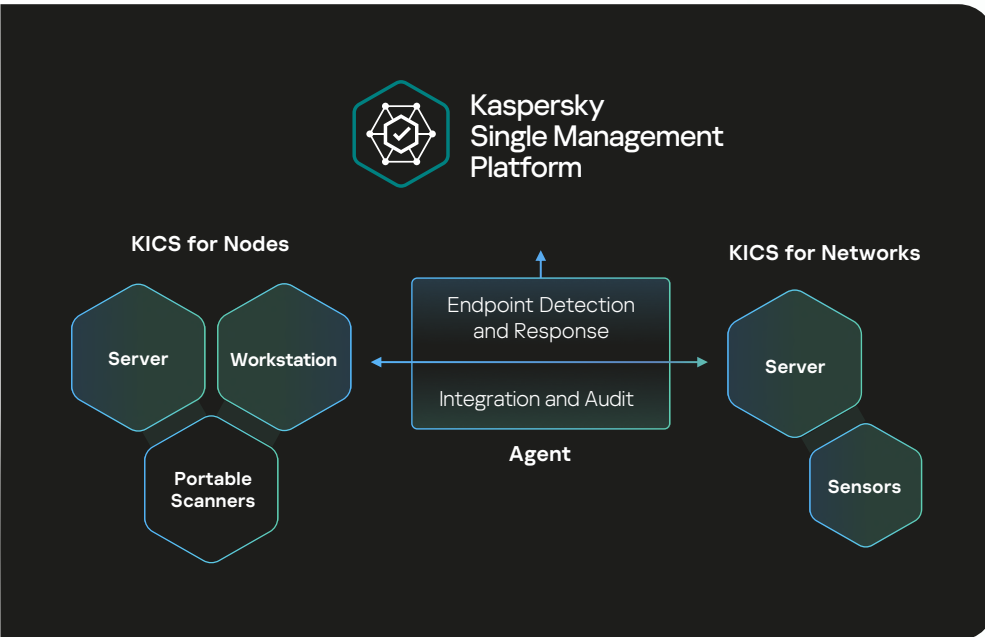 Kaspersky
Single Management
Platform
KICS for Nodes
KICS for Networks
Server
Workstation
Portable
Scanners
Endpoint Detection
and Response
Integration and Audit
Agent
Server
Sensors